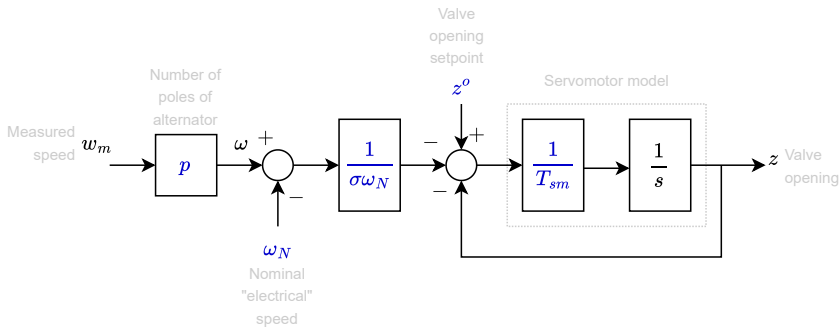 Valve
opening
setpoint
z^o
Servomotor model
Number of
poles of
alternator
Measured
speed
w_m
p
ω
+
−
1
σω_N
−
+
−
1
T_sm
1
s
z
Valve
opening
ω_N
Nominal
"electrical"
speed